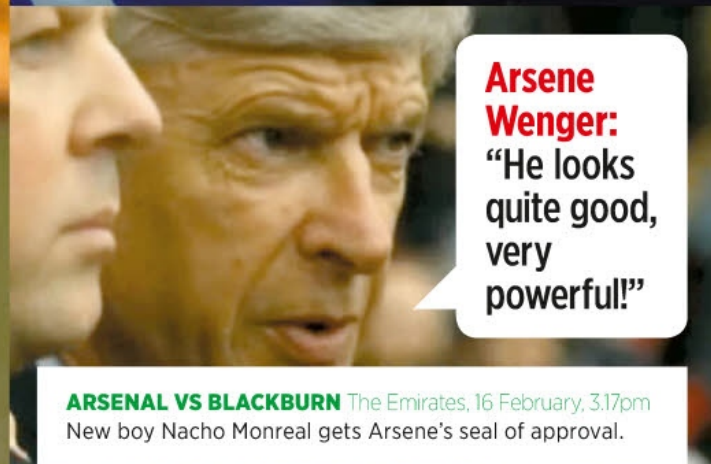 Arsene
Wenger:
“He looks
quite good,
very
powerful!”
ARSENAL VS BLACKBURN The Emirates, 16 February, 3.17pm
New boy Nacho Monreal gets Arsene’s seal of approval.